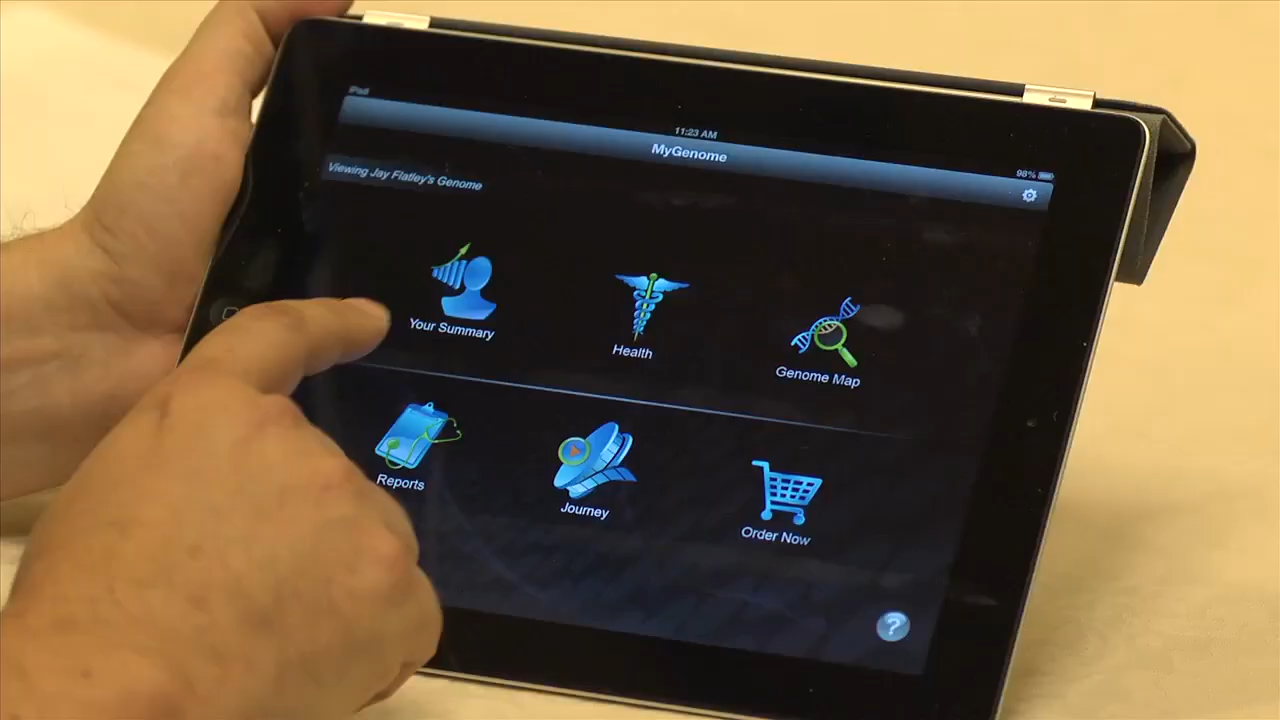 iPad
11:23 AM
98%
MyGenome
Viewing Jay Flatley's Genome
Your Summary
Health
Genome Map
Reports
Journey
Order Now
?